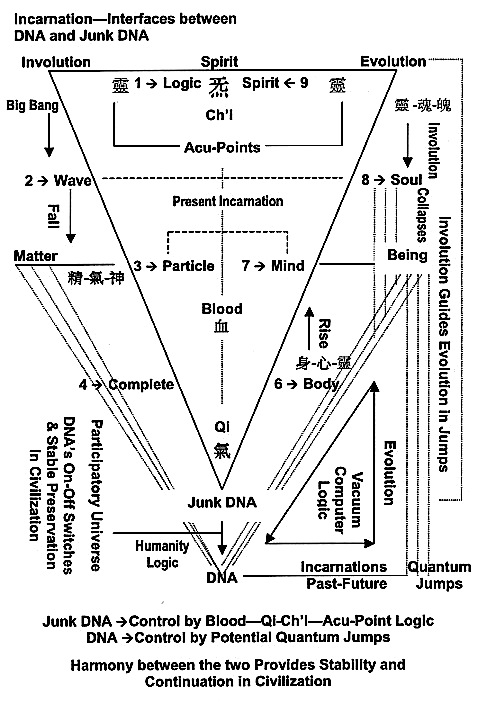 Incarnation—Interfaces between
DNA and Junk DNA
Involution
Spirit
Evolution
靈 1 → Logic 炁 Spirit ← 9 靈
Big Bang
Ch'I
靈-魂-魄
Acu-Points
Involution
Collapses
2 → Wave
8 → Soul
Present Incarnation
Fall
Matter
Being
精-氣-神
3 → Particle
7 → Mind
Blood
血
Rise
身-心-靈
4 → Complete
6 → Body
Involution Guides Evolution in Jumps
Qi
氣
Participatory Universe
DNA's On-Off Switches
& Stable Preservation
In Civilization
Vacuum
Computer
Logic
Evolution
Junk DNA
Humanity
Logic
DNA
Incarnations
Past-Future
Quantum
Jumps
Junk DNA →Control by Blood—Qi-Ch'I—Acu-Point Logic
DNA →Control by Potential Quantum Jumps
Harmony between the two Provides Stability and
Continuation in Civilization